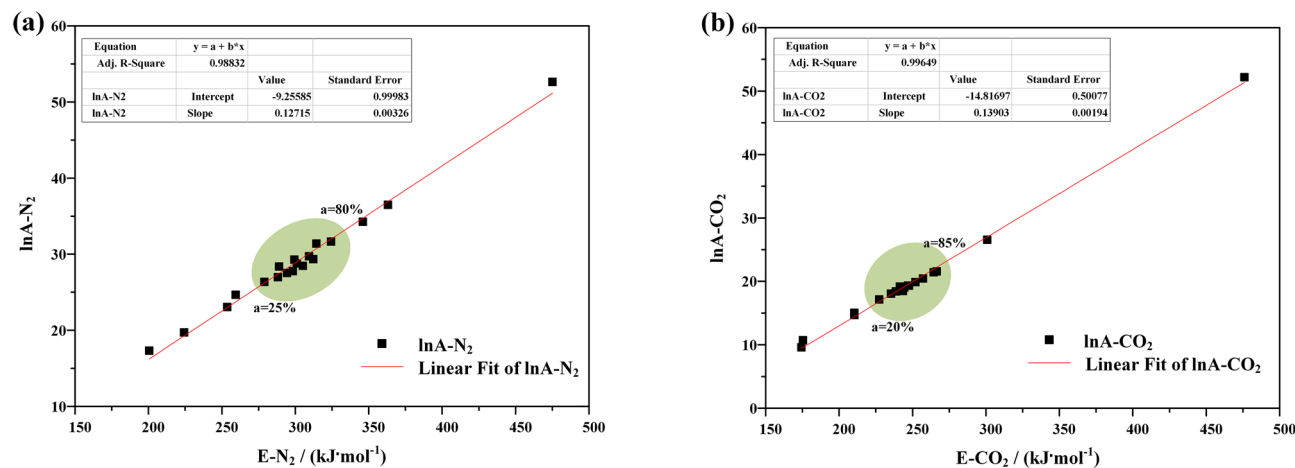 (a)
Equation y = a + b*x
Adj. R-Square 0.98832
Value Standard Error
lnA-N2 Intercept -9.25585 0.99983
lnA-N2 Slope 0.12715 0.00326
60
50
40
30
20
10
lnA-N₂
a=80%
a=25%
lnA-N₂
Linear Fit of lnA-N₂
150 200 250 300 350 400 450 500
E-N₂ / (kJ·mol⁻¹)
(b)
Equation y = a + b*x
Adj. R-Square 0.99649
Value Standard Error
lnA-CO2 Intercept -14.81697 0.50077
lnA-CO2 Slope 0.13903 0.00194
60
50
40
30
20
10
0
lnA-CO₂
a=85%
a=20%
lnA-CO₂
Linear Fit of lnA-CO₂
150 200 250 300 350 400 450 500
E-CO₂ / (kJ·mol⁻¹)